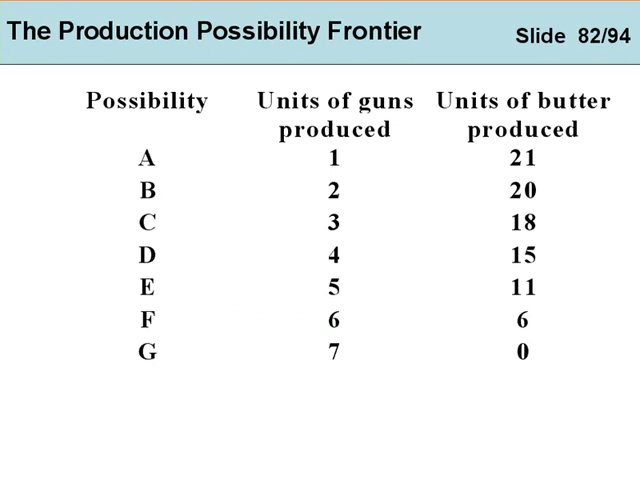 The Production Possibility Frontier Slide 82/94
Possibility Units of guns Units of butter
produced produced
A 1 21
B 2 20
C 3 18
D 4 15
E 5 11
F 6 6
G 7 0